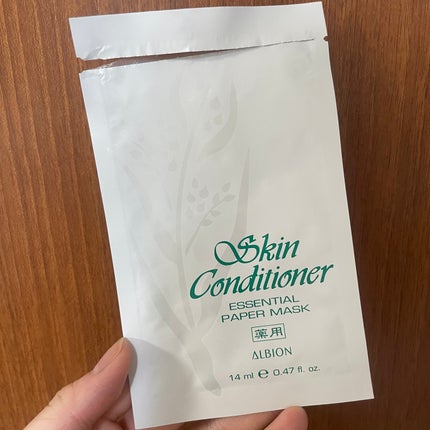 Skin
Conditioner
ESSENTIAL
PAPER MASK
薬用
ALBION
14 ml ℮ 0.47 fl. oz.